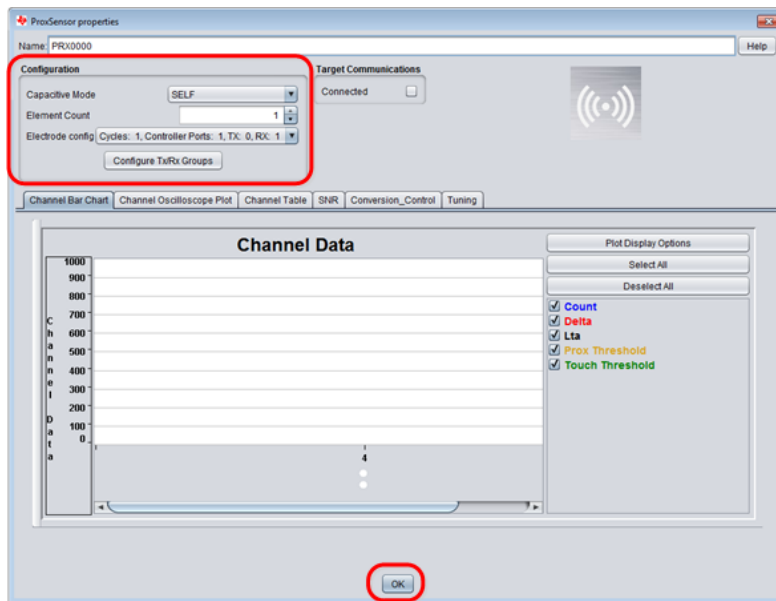 ProxSensor properties
Name: PRX0000
Help
Configuration
Capacitive Mode SELF
Element Count 1
Electrode config Cycles: 1, Controller Ports: 1, TX: 0, RX: 1
Configure Tx/Rx Groups
Target Communications
Connected
Channel Bar Chart Channel Oscilloscope Plot Channel Table SNR Conversion_Control Tuning
Channel Data
Channel Data
1000
900
800
700
600
500
400
300
200
100
0
4
Plot Display Options
Select All
Deselect All
Count
Delta
Lta
Prox Threshold
Touch Threshold
OK